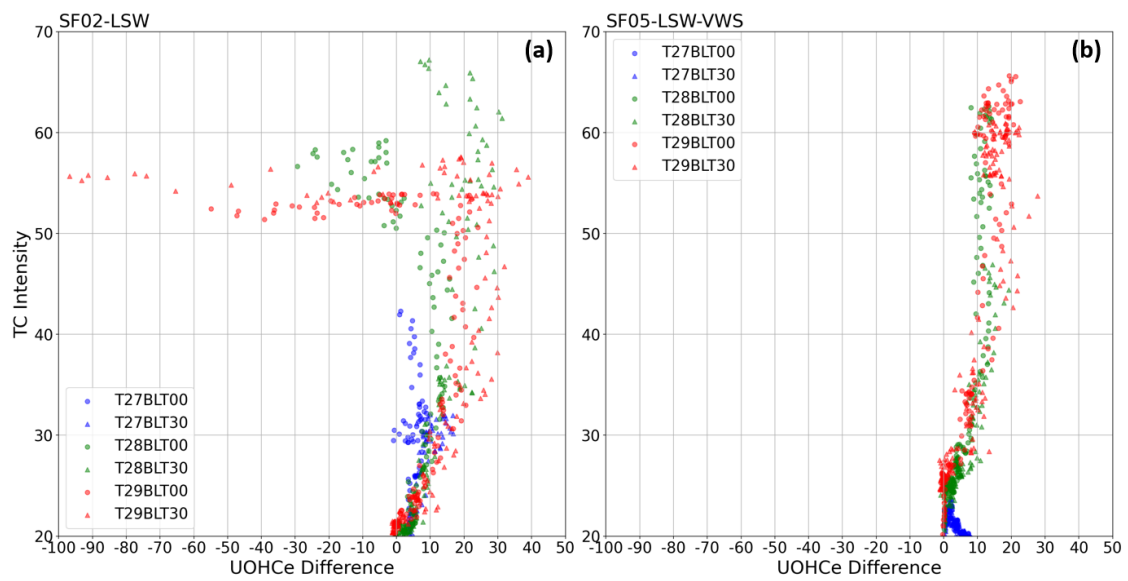 SF02-LSW
(a)
70
60
50
40
30
20
TC Intensity
T27BLT00
T27BLT30
T28BLT00
T28BLT30
T29BLT00
T29BLT30
-100 -90 -80 -70 -60 -50 -40 -30 -20 -10 0 10 20 30 40 50
UOHCe Difference
SF05-LSW-VWS
(b)
T27BLT00
T27BLT30
T28BLT00
T28BLT30
T29BLT00
T29BLT30
70
60
50
40
30
20
-100 -90 -80 -70 -60 -50 -40 -30 -20 -10 0 10 20 30 40 50
UOHCe Difference